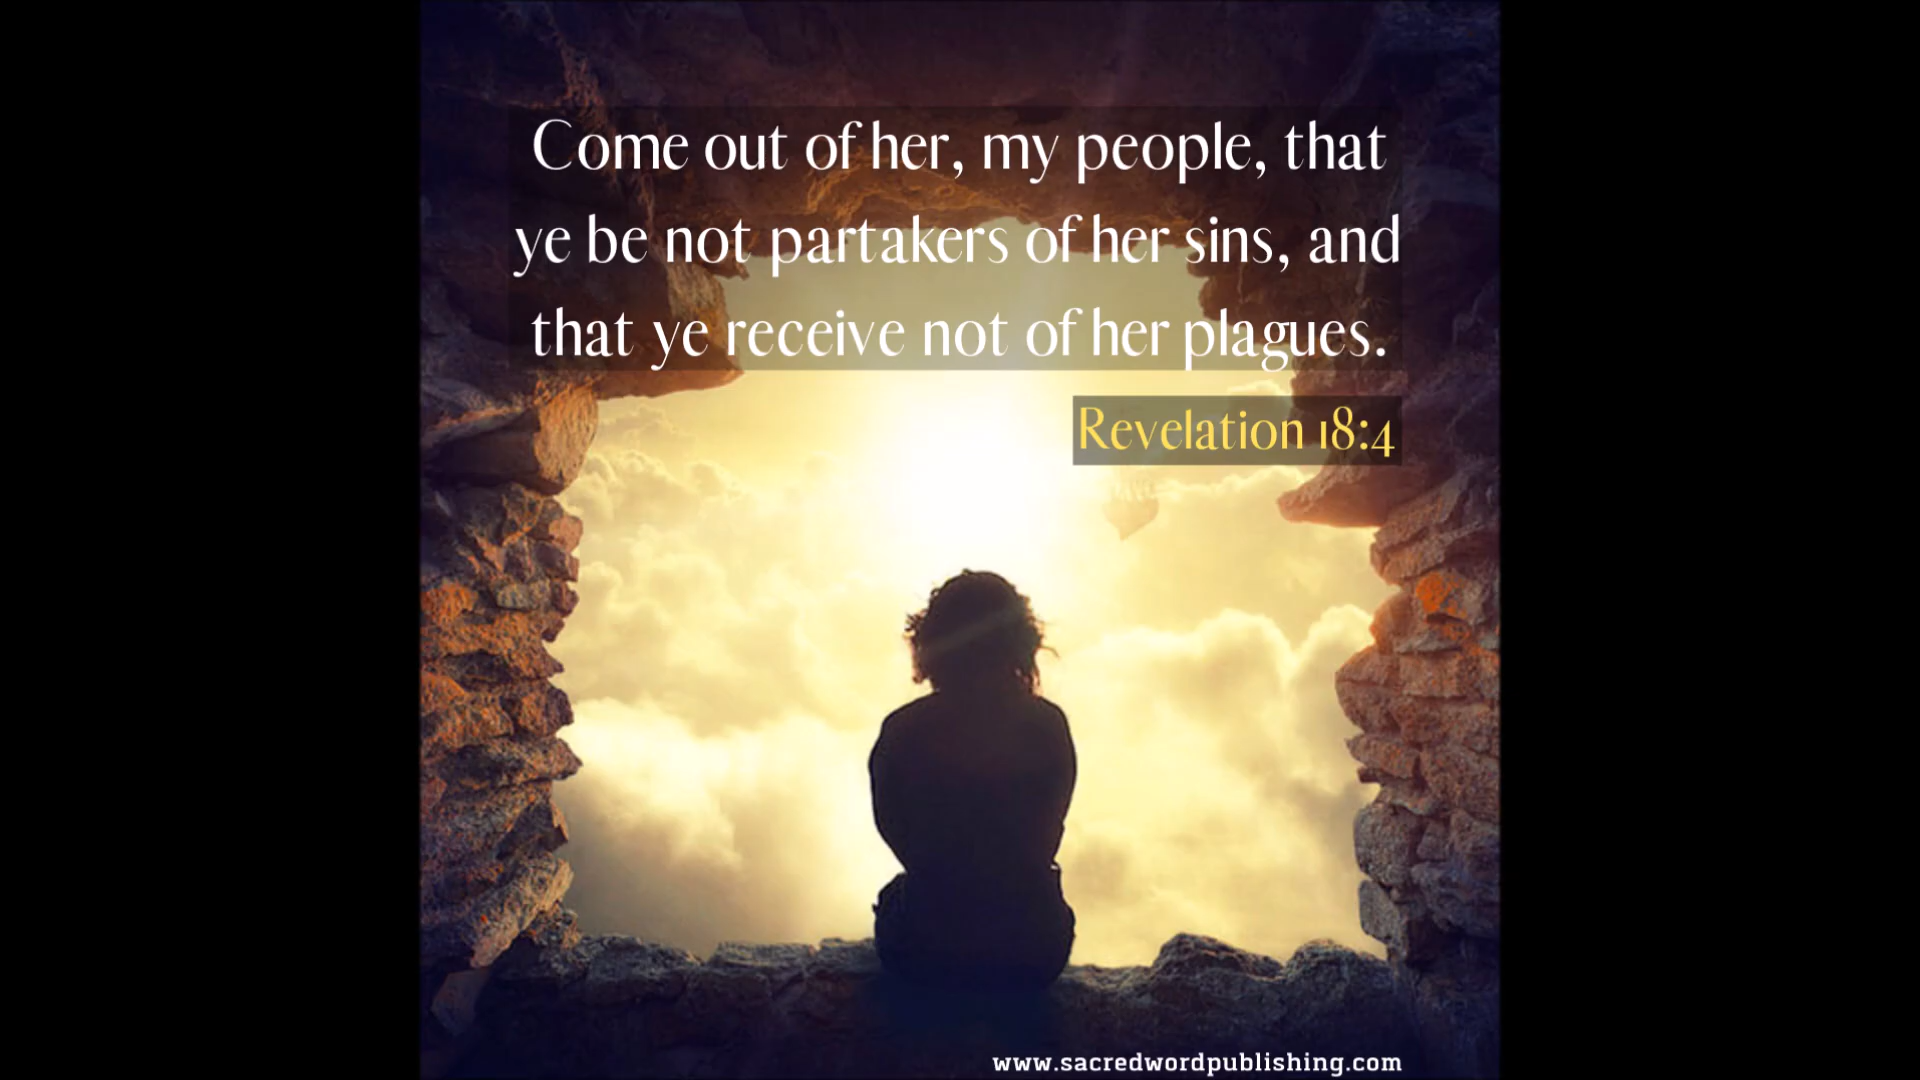 Come out of her, my people, that
ye be not partakers of her sins, and
that ye receive not of her plagues.
Revelation 18:4
www.sacredwordpublishing.com